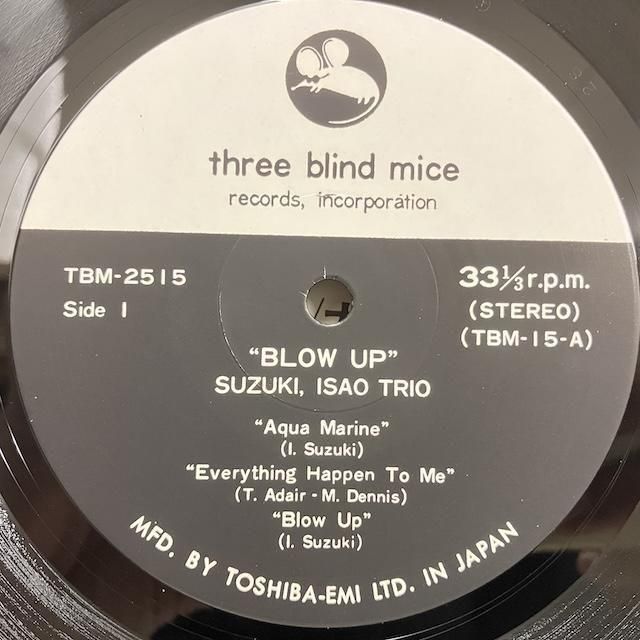 three blind mice
records, incorporation
TBM-2515
Side 1
33⅓ r.p.m.
(STEREO)
(TBM-15-A)
"BLOW UP"
SUZUKI, ISAO TRIO
"Aqua Marine"
(I. Suzuki)
"Everything Happen To Me"
(T. Adair - M. Dennis)
"Blow Up"
(I. Suzuki)
MFD. BY TOSHIBA-EMI LTD. IN JAPAN